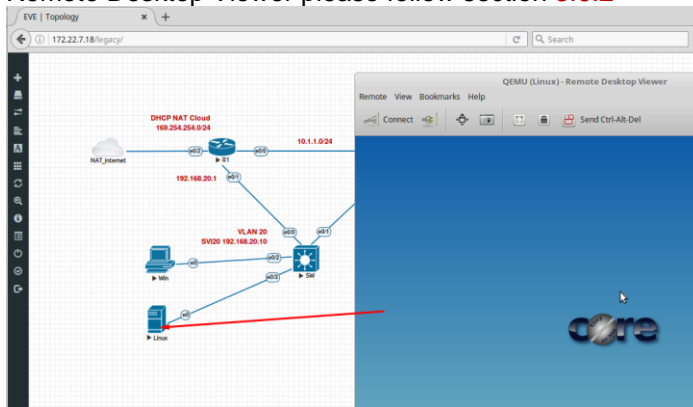 Remote Desktop Viewer please follow section
EVE | Topology
172.22.7.18/legacy/
Search
QEMU (Linux) - Remote Desktop Viewer
Remote View Bookmarks Help
Connect
Send Ctrl-Alt-Del
DHCP NAT Cloud
169.254.254.0/24
10.1.1.0/24
NAT_internet
e0/2
R1
e0/0
192.168.20.1
e0/1
VLAN 20
SVI20 192.168.20.10
e0/0
e0/1
e0
e0/2
Win
SW
e0/3
e0
Linux
core